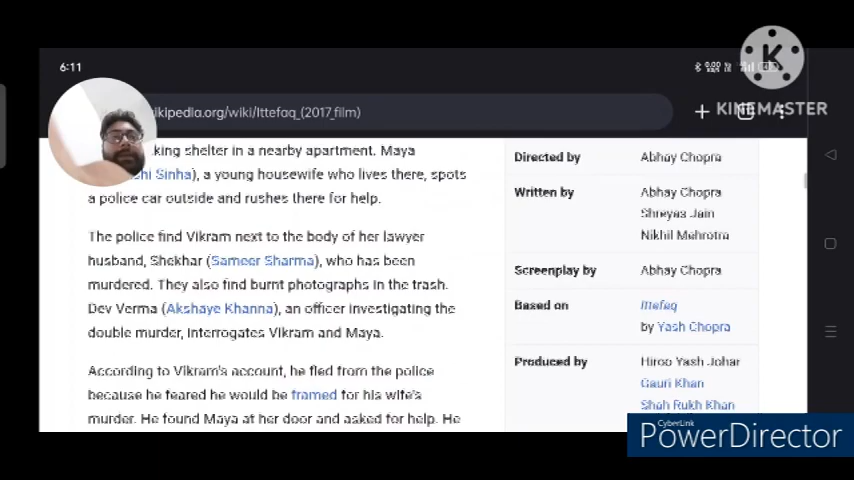 6:11
KINEMASTER
ikipedia.org/wiki/Ittefaq_(2017_film)
king shelter in a nearby apartment. Maya
hi Sinha), a young housewife who lives there, spots
a police car outside and rushes there for help.
The police find Vikram next to the body of her lawyer
husband, Shekhar (Sameer Sharma), who has been
murdered. They also find burnt photographs in the trash.
Dev Verma (Akshaye Khanna), an officer investigating the
double murder, interrogates Vikram and Maya.
According to Vikram's account, he fled from the police
because he feared he would be framed for his wife's
murder. He found Maya at her door and asked for help. He
Directed by Abhay Chopra
Written by Abhay Chopra
Shreyas Jain
Nikhil Mehrotra
Screenplay by Abhay Chopra
Based on Ittefaq
by Yash Chopra
Produced by Hiroo Yash Johar
Gauri Khan
Shah Rukh Khan
CyberLink
PowerDirector